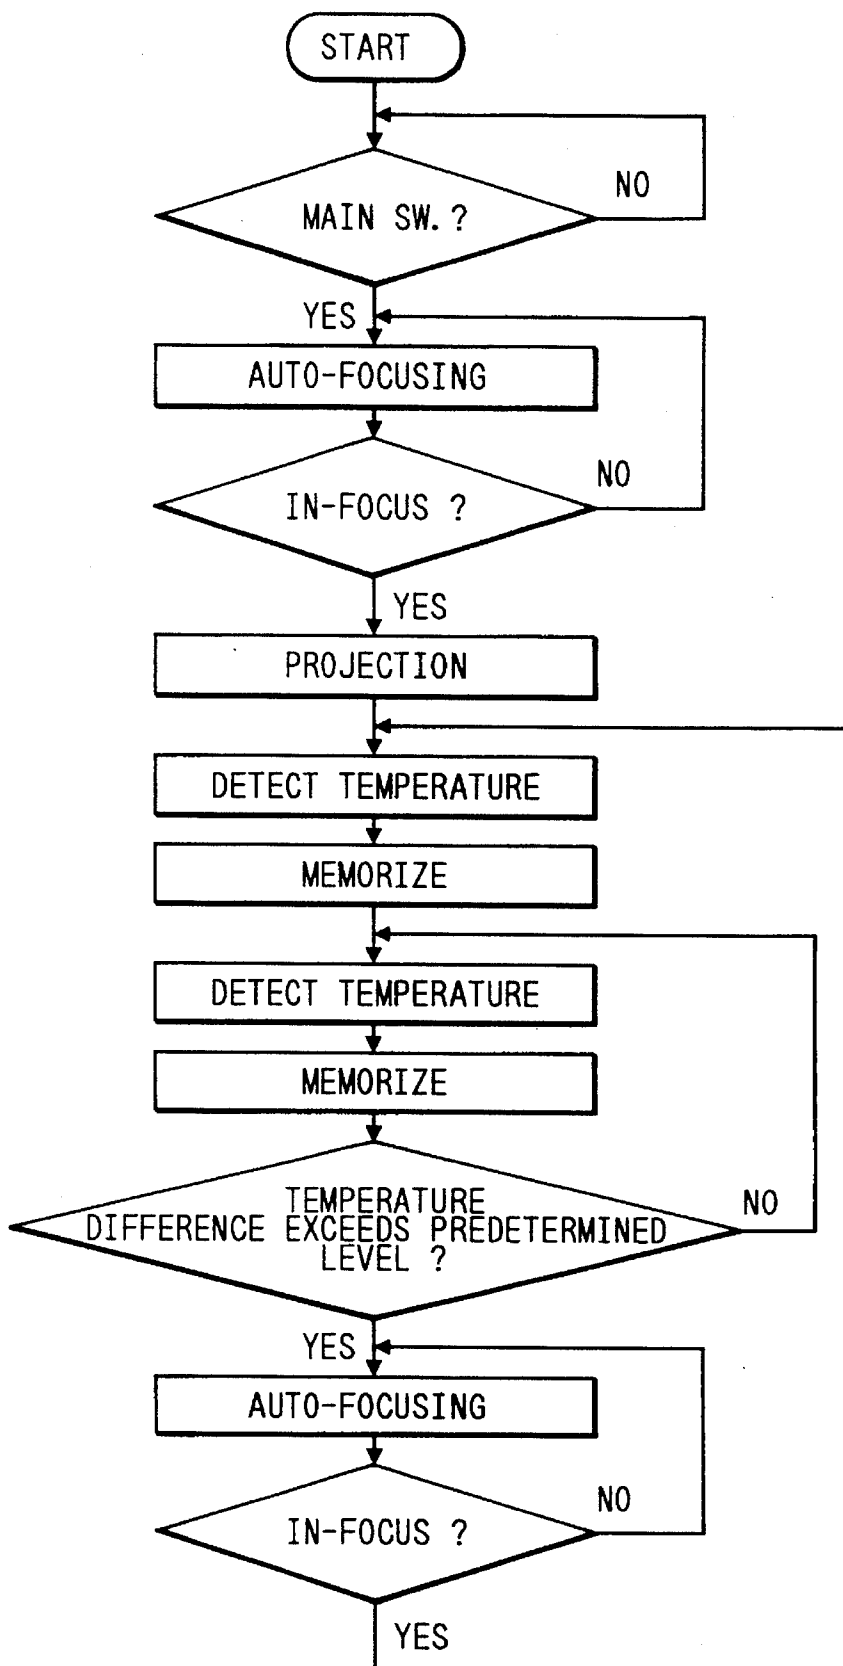 START
NO
MAIN SW. ?
YES
AUTO-FOCUSING
NO
IN-FOCUS ?
YES
PROJECTION
DETECT TEMPERATURE
MEMORIZE
DETECT TEMPERATURE
MEMORIZE
TEMPERATURE
DIFFERENCE EXCEEDS PREDETERMINED
LEVEL ?
NO
YES
AUTO-FOCUSING
NO
IN-FOCUS ?
YES